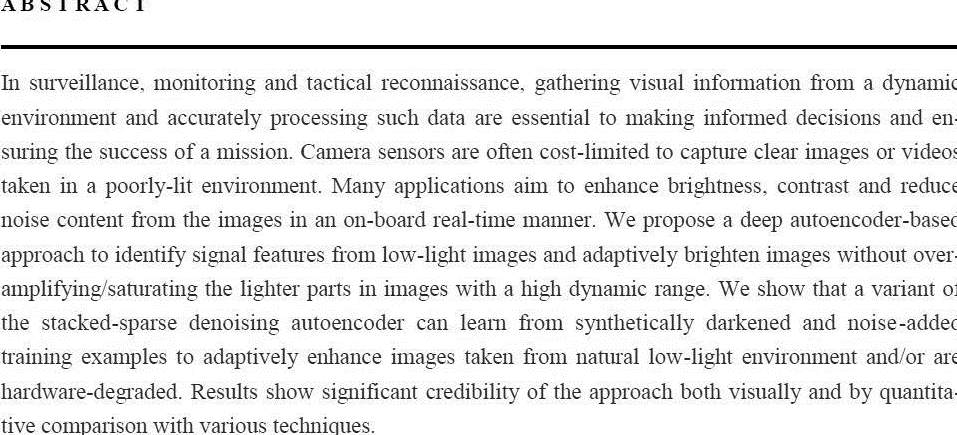 ABSTRACT
In surveillance, monitoring and tactical reconnaissance, gathering visual information from a dynamic
environment and accurately processing such data are essential to making informed decisions and en-
suring the success of a mission. Camera sensors are often cost-limited to capture clear images or videos
taken in a poorly-lit environment. Many applications aim to enhance brightness, contrast and reduce
noise content from the images in an on-board real-time manner. We propose a deep autoencoder-based
approach to identify signal features from low-light images and adaptively brighten images without over-
amplifying/saturating the lighter parts in images with a high dynamic range. We show that a variant of
the stacked-sparse denoising autoencoder can learn from synthetically darkened and noise-added
training examples to adaptively enhance images taken from natural low-light environment and/or are
hardware-degraded. Results show significant credibility of the approach both visually and by quantita-
tive comparison with various techniques.